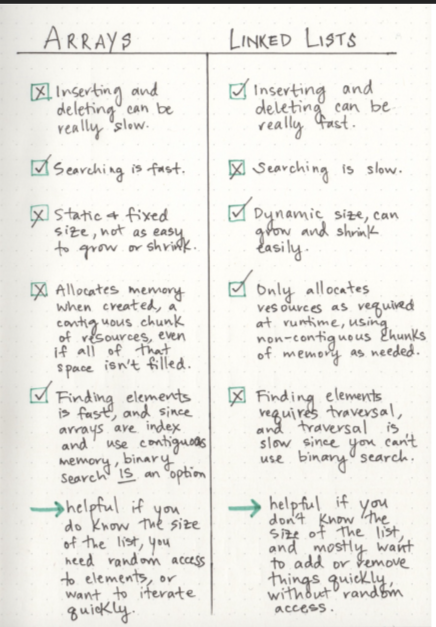 ARRAYS
Inserting and
deleting can be
really slow.
Searching is fast.
Static & fixed
size, not as easy
to grow or shrink.
Allocates memory
when created, a
contiguous chunk
of resources, even
if all of that
space isn't filled.
Finding elements
is fast, and since
arrays are index
and use contiguous
memory, binary
search IS an option
→ helpful if you
do know the size
of the list, you
need random access
to elements, or
want to iterate
quickly.
LINKED LISTS
Inserting and
deleting can be
really fast.
Searching is slow.
Dynamic size, can
grow and shrink
easily.
Only allocates
resources as required
at runtime, using
non-contiguous chunks
of memory as needed.
Finding elements
requires traversal,
and traversal is
slow since you can't
use binary search.
→ helpful if you
don't know the
size of the list,
and mostly want
to add or remove
things quickly,
without random
access.